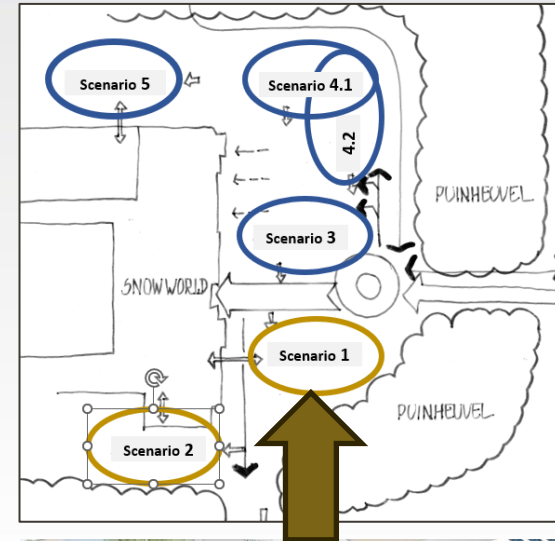 Scenario 5
Scenario 4.1
4.2
PUINHEUVEL
Scenario 3
SNOWWORLD
Scenario 1
PUINHEUVEL
Scenario 2